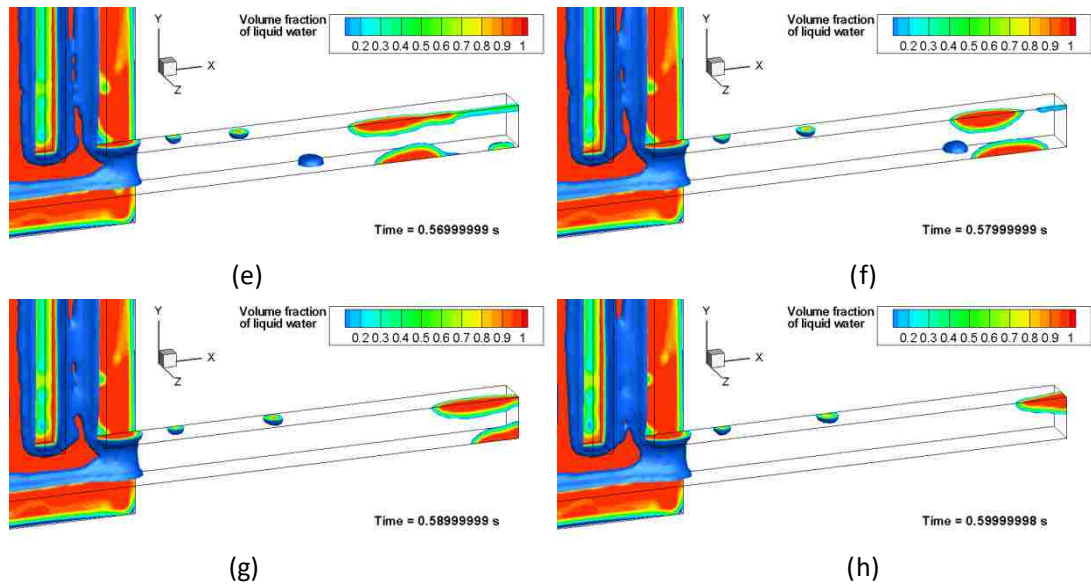 Volume fraction
of liquid water
0.2 0.3 0.4 0.5 0.6 0.7 0.8 0.9 1
Y
X
Z
Time = 0.56999999 s
(e)
Volume fraction
of liquid water
0.2 0.3 0.4 0.5 0.6 0.7 0.8 0.9 1
Y
X
Z
Time = 0.57999999 s
(f)
Volume fraction
of liquid water
0.2 0.3 0.4 0.5 0.6 0.7 0.8 0.9 1
Y
X
Z
Time = 0.58999999 s
(g)
Volume fraction
of liquid water
0.2 0.3 0.4 0.5 0.6 0.7 0.8 0.9 1
Y
X
Z
Time = 0.59999998 s
(h)